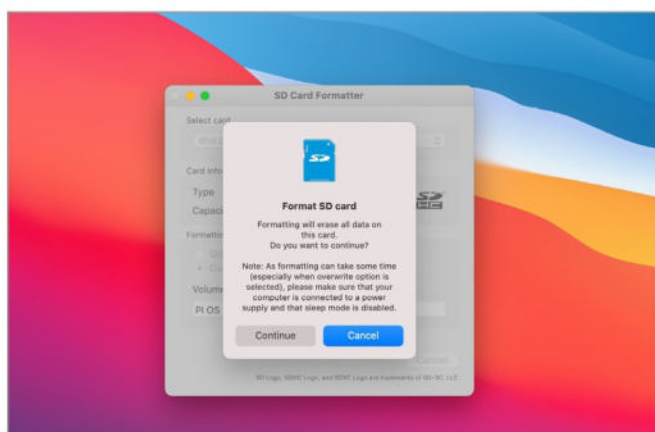 SD Card Formatter
Select card
Card Info
Type
Capaci
Formattin
Volume
PI OS
SD
HC
Format SD card
Formatting will erase all data on
this card.
Do you want to continue?
Note: As formatting can take some time
(especially when overwrite option is
selected), please make sure that your
computer is connected to a power
supply and that sleep mode is disabled.
Continue Cancel
SD Logo, SDHC Logo, and SDXC Logo are trademarks of SD-3C, LLC.